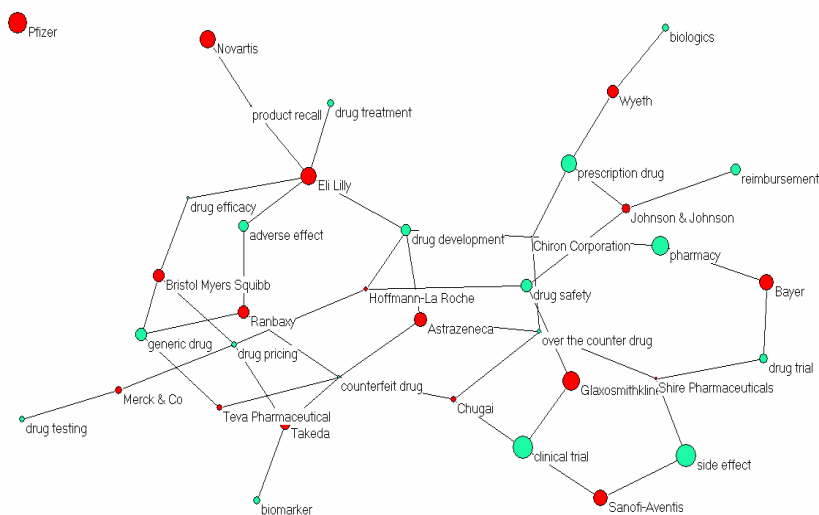 biologics
Pfizer
Novartis
Wyeth
product recall
drug treatment
prescription drug
reimbursement
Eli Lilly
drug efficacy
Johnson & Johnson
adverse effect
drug development
Chiron Corporation
pharmacy
Bristol Myers Squibb
Hoffmann-La Roche
drug safety
Bayer
Ranbaxy
Astrazeneca
over the counter drug
generic drug
drug pricing
drug trial
counterfeit drug
Glaxosmithkline
Shire Pharmaceuticals
Merck & Co
Teva Pharmaceutical
Chugai
drug testing
Takeda
clinical trial
side effect
biomarker
Sanofi-Aventis